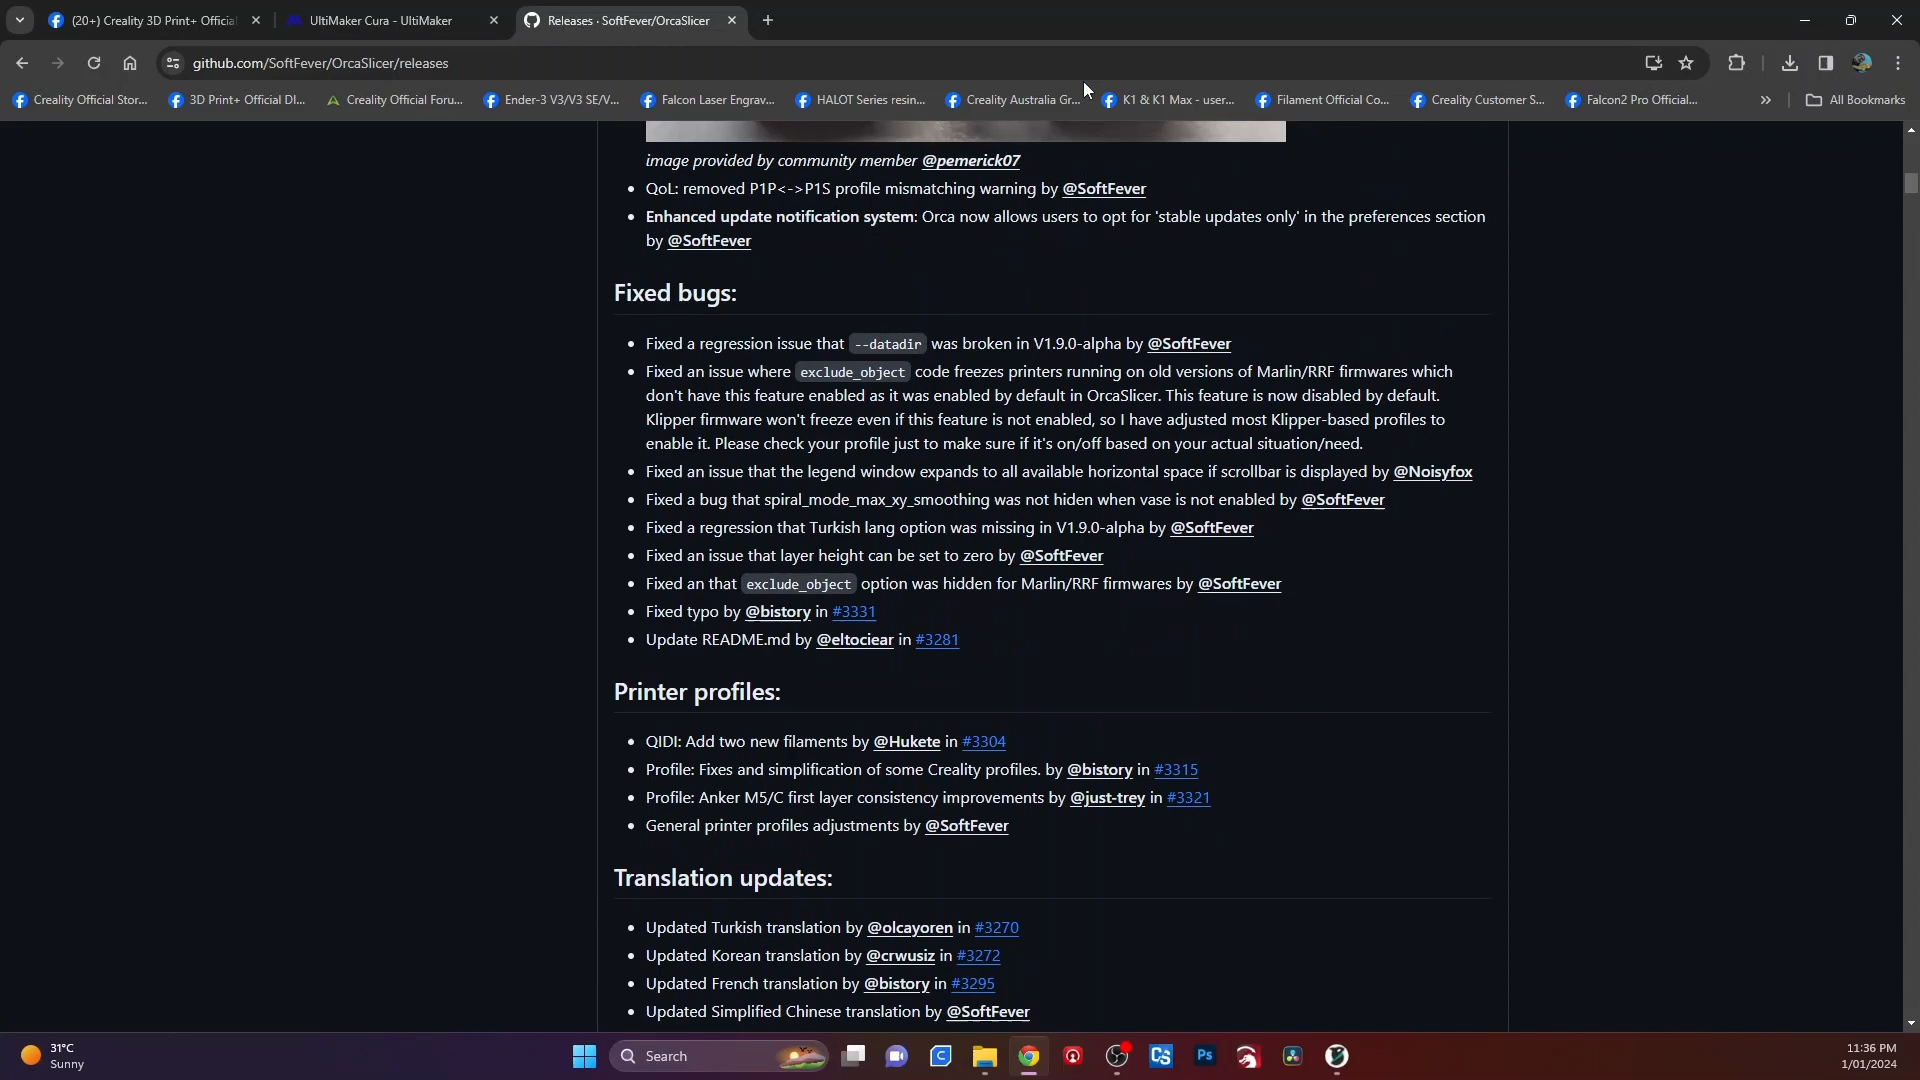 (20+) Creality 3D Print+ Official
UltiMaker Cura - UltiMaker
Releases · SoftFever/OrcaSlicer
github.com/SoftFever/OrcaSlicer/releases
Creality Official Stor...
3D Print+ Official DI...
Creality Official Foru...
Ender-3 V3/V3 SE/V...
Falcon Laser Engrav...
HALOT Series resin...
Creality Australia Gr...
K1 & K1 Max - user...
Filament Official Co...
Creality Customer S...
Falcon2 Pro Official...
»
All Bookmarks
image provided by community member @pemerick07
• QoL: removed P1P<->P1S profile mismatching warning by @SoftFever
• Enhanced update notification system: Orca now allows users to opt for 'stable updates only' in the preferences section
by @SoftFever
Fixed bugs:
• Fixed a regression issue that --datadir was broken in V1.9.0-alpha by @SoftFever
• Fixed an issue where exclude_object code freezes printers running on old versions of Marlin/RRF firmwares which
don't have this feature enabled as it was enabled by default in OrcaSlicer. This feature is now disabled by default.
Klipper firmware won't freeze even if this feature is not enabled, so I have adjusted most Klipper-based profiles to
enable it. Please check your profile just to make sure if it's on/off based on your actual situation/need.
• Fixed an issue that the legend window expands to all available horizontal space if scrollbar is displayed by @Noisyfox
• Fixed a bug that spiral_mode_max_xy_smoothing was not hiden when vase is not enabled by @SoftFever
• Fixed a regression that Turkish lang option was missing in V1.9.0-alpha by @SoftFever
• Fixed an issue that layer height can be set to zero by @SoftFever
• Fixed an that exclude_object option was hidden for Marlin/RRF firmwares by @SoftFever
• Fixed typo by @bistory in #3331
• Update README.md by @eltociear in #3281
Printer profiles:
• QIDI: Add two new filaments by @Hukete in #3304
• Profile: Fixes and simplification of some Creality profiles. by @bistory in #3315
• Profile: Anker M5/C first layer consistency improvements by @just-trey in #3321
• General printer profiles adjustments by @SoftFever
Translation updates:
• Updated Turkish translation by @olcayoren in #3270
• Updated Korean translation by @crwusiz in #3272
• Updated French translation by @bistory in #3295
• Updated Simplified Chinese translation by @SoftFever
31°C
Sunny
Search
Ps
11:36 PM
1/01/2024